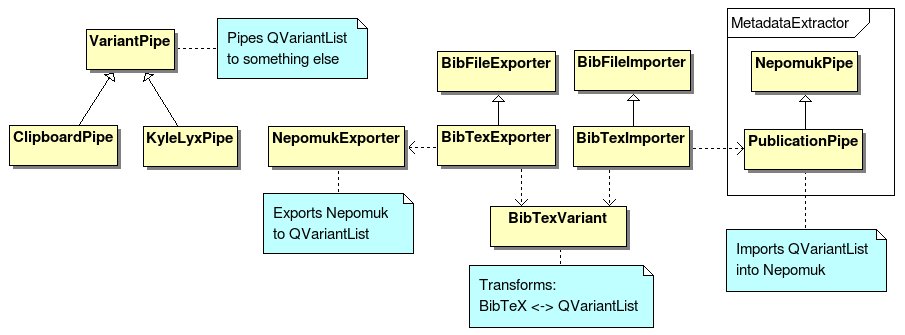 VariantPipe
Pipes QVariantList
to something else
ClipboardPipe
KyleLyxPipe
NepomukExporter
Exports Nepomuk
to QVariantList
BibFileExporter
BibFileImporter
BibTexExporter
BibTexImporter
BibTexVariant
Transforms:
BibTeX <-> QVariantList
MetadataExtractor
NepomukPipe
PublicationPipe
Imports QVariantList
into Nepomuk